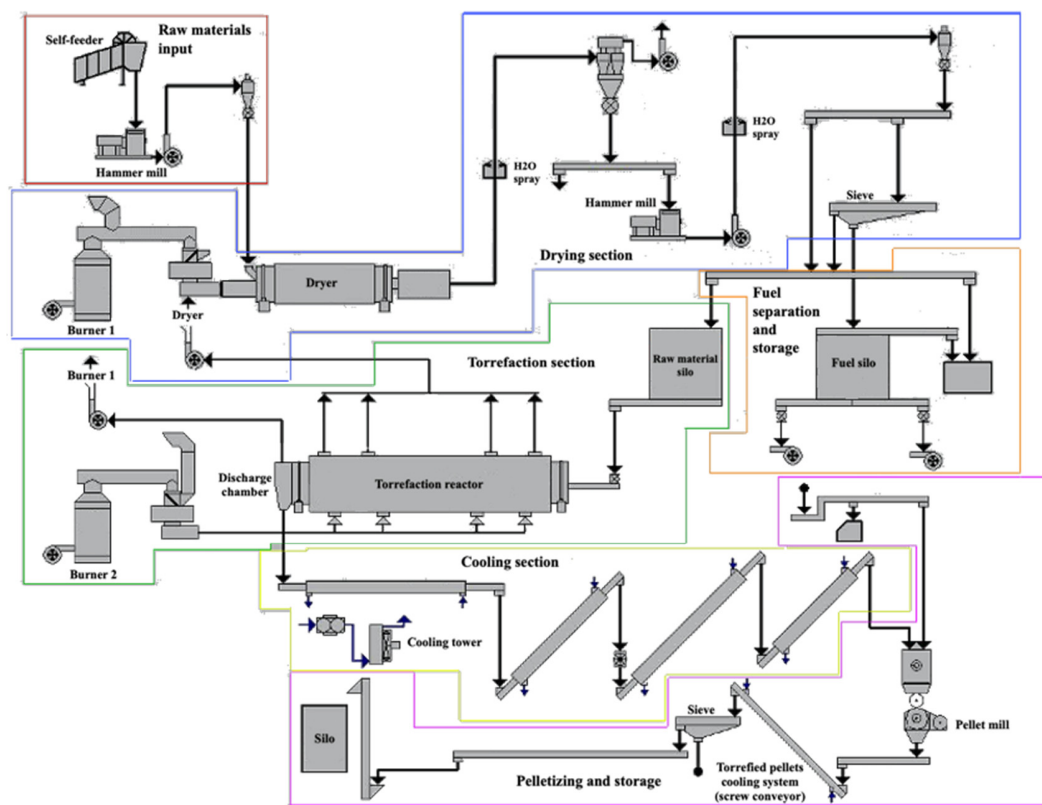 Self-feeder
Raw materials
input
Hammer mill
H2O
spray
H2O
spray
Hammer mill
Sieve
Drying section
Dryer
Burner 1
Dryer
Fuel
separation
and
storage
Raw material
silo
Fuel silo
Torrefaction section
Burner 1
Discharge
chamber
Torrefaction reactor
Burner 2
Cooling section
Cooling tower
Silo
Sieve
Pellet mill
Pelletizing and storage
Torrefied pellets
cooling system
(screw conveyor)